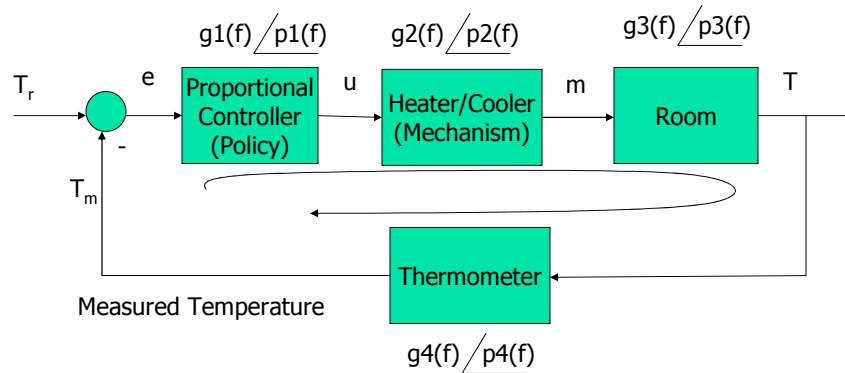 g1(f) p1(f)
g2(f) p2(f)
g3(f) p3(f)
Tr
e
Proportional
Controller
(Policy)
u
Heater/Cooler
(Mechanism)
m
Room
T
-
Tm
Thermometer
Measured Temperature
g4(f) p4(f)